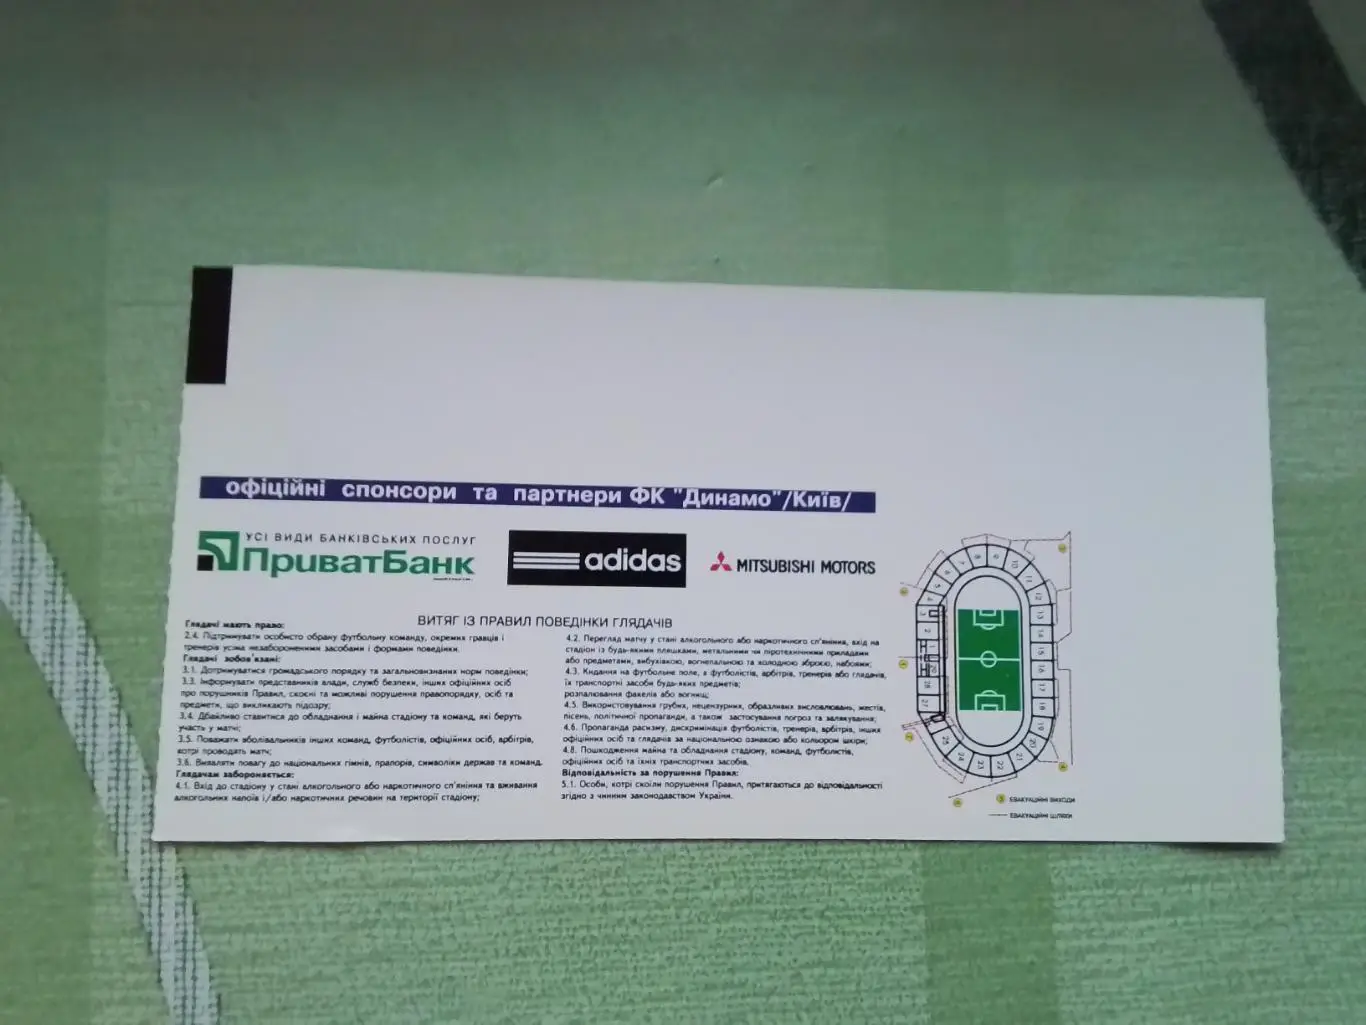 офіційні спонсори та партнери ФК "Динамо"/Київ/
УСІ ВИДИ БАНКІВСЬКИХ ПОСЛУГ
ПриватБанк
adidas
MITSUBISHI MOTORS
ВИТЯГ ІЗ ПРАВИЛ ПОВЕДІНКИ ГЛЯДАЧІВ
Глядачі мають право:
2.4. Підтримувати особисто обрану футбольну команду, окремих гравців і
тренерів усіма незабороненими засобами і формами поведінки.
Глядачі зобов'язані:
3.1. Дотримуватися громадського порядку та загальновизнаних норм поведінки;
3.3. Інформувати представників влади, служб безпеки, інших офіційних осіб
про порушників Правил, скоєні та можливі порушення правопорядку, осіб та
предмети, що викликають підозру;
3.4. Дбайливо ставитися до обладнання і майна стадіону та команд, які беруть
участь у матчі;
3.5. Поважати вболівальників інших команд, футболістів, офіційних осіб, арбітрів,
котрі проводять матч;
3.6. Виявляти повагу до національних гімнів, прапорів, символіки держав та команд.
Глядачам забороняється:
4.1. Вхід до стадіону у стані алкогольного або наркотичного сп'яніння та вживання
алкогольних напоїв і/або наркотичних речовин на території стадіону;
4.2. Перегляд матчу у стані алкогольного або наркотичного сп'яніння, вхід на
стадіон із будь-якими пляшками, металевими чи піротехнічними приладами
або предметами, вибухівкою, вогнепальною та холодною зброєю, набоями;
4.3. Кидання на футбольне поле, в футболістів, арбітрів, тренерів або глядачів,
їх транспортні засоби будь-яких предметів;
розпалювання факелів або вогнищ;
4.5. Використовування грубих, нецензурних, образливих висловлювань, жестів,
пісень, політичної пропаганди, а також застосування погроз та залякування;
4.6. Пропаганда расизму, дискримінація футболістів, тренерів, арбітрів, інших
офіційних осіб та глядачів за національною ознакою або кольором шкіри;
4.8. Пошкодження майна та обладнання стадіону, команд, футболістів,
офіційних осіб та їхніх транспортних засобів.
Відповідальність за порушення Правил:
5.1. Особи, котрі скоїли порушення Правил, притягаються до відповідальності
згідно з чинним законодавством України.
ЕВАКУАЦІЙНІ ВИХОДИ
ЕВАКУАЦІЙНІ ШЛЯХИ